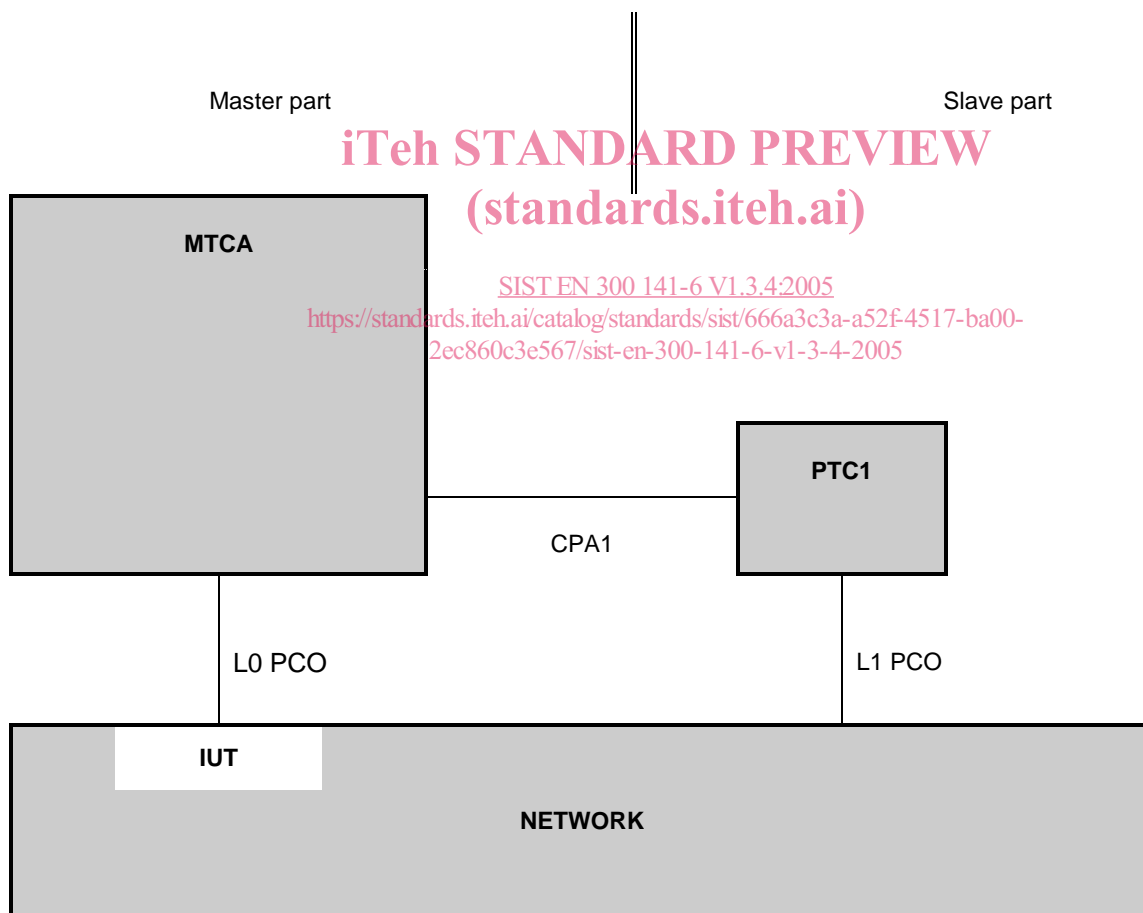 Master part
Slave part
iTeh STANDARD PREVIEW
(standards.iteh.ai)
MTCA
SIST EN 300 141-6 V1.3.4:2005
https://standards.iteh.ai/catalog/standards/sist/666a3c3a-a52f-4517-ba00-
2ec860c3e567/sist-en-300-141-6-v1-3-4-2005
PTC1
CPA1
L0 PCO
L1 PCO
IUT
NETWORK